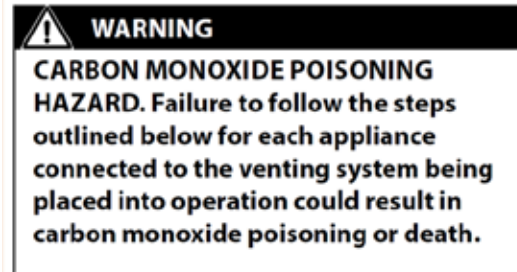 WARNING
CARBON MONOXIDE POISONING
HAZARD. Failure to follow the steps
outlined below for each appliance
connected to the venting system being
placed into operation could result in
carbon monoxide poisoning or death.